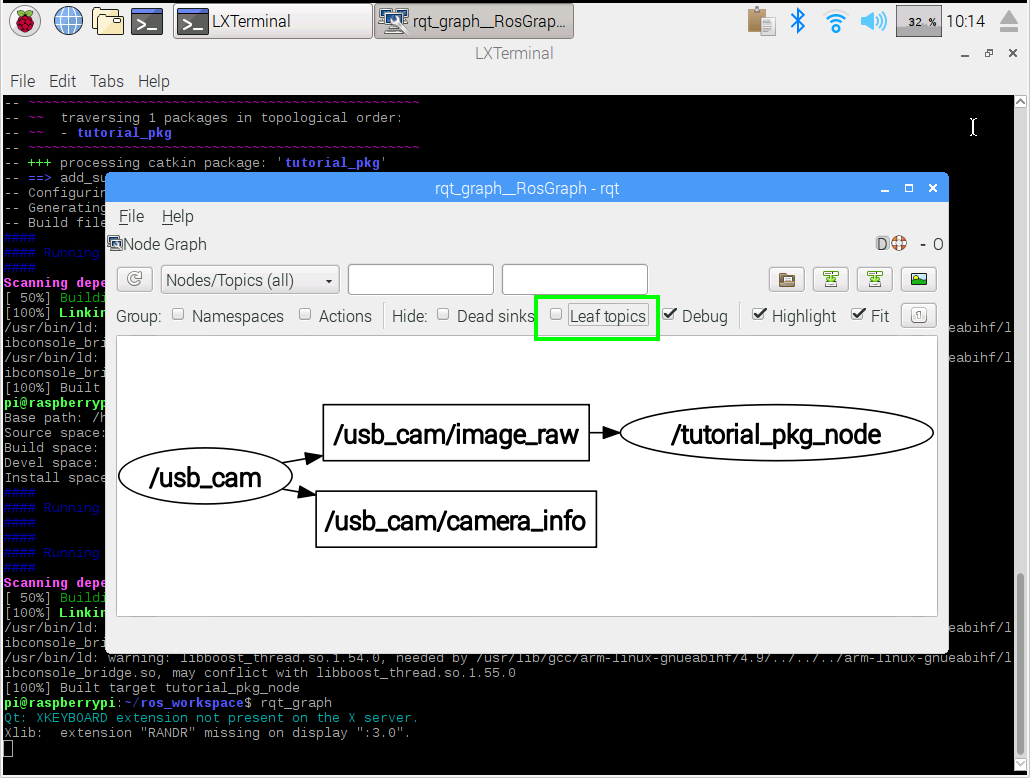 LXTerminal
rqt_graph__RosGrap...
32 %
10:14
LXTerminal
File Edit Tabs Help
-- ~~~~~~~~~~~~~~~~~~~~~~~~~~~~~~~~~~~~~~~~~~~~~~~~~
-- ~~  traversing 1 packages in topological order:
-- ~~  - tutorial_pkg
-- ~~~~~~~~~~~~~~~~~~~~~~~~~~~~~~~~~~~~~~~~~~~~~~~~~
-- +++ processing catkin package: 'tutorial_pkg'
-- ==> add_su
-- Configurin
-- Generating
-- Build file
####
#### Running
####
Scanning depe
[ 50%] Buildi
[100%] Linkin
/usr/bin/ld: eabihf/l
ibconsole_bri
/usr/bin/ld: eabihf/l
ibconsole_bri
[100%] Built
pi@raspberryp
Base path: /h
Source space:
Build space:
Devel space:
Install space
####
#### Running
####
####
#### Running
####
Scanning depe
[ 50%] Buildi
[100%] Linkin
/usr/bin/ld: eabihf/l
ibconsole_bri
/usr/bin/ld: warning: libboost_thread.so.1.54.0, needed by /usr/lib/gcc/arm-linux-gnueabihf/4.9/../../../arm-linux-gnueabihf/l
ibconsole_bridge.so, may conflict with libboost_thread.so.1.55.0
[100%] Built target tutorial_pkg_node
pi@raspberrypi:~/ros_workspace$ rqt_graph
Qt: XKEYBOARD extension not present on the X server.
Xlib:  extension "RANDR" missing on display ":3.0".
rqt_graph__RosGraph - rqt
File Help
Node Graph
D - O
Nodes/Topics (all)
Group: Namespaces Actions Hide: Dead sinks Leaf topics Debug Highlight Fit
/usb_cam/image_raw
/tutorial_pkg_node
/usb_cam
/usb_cam/camera_info